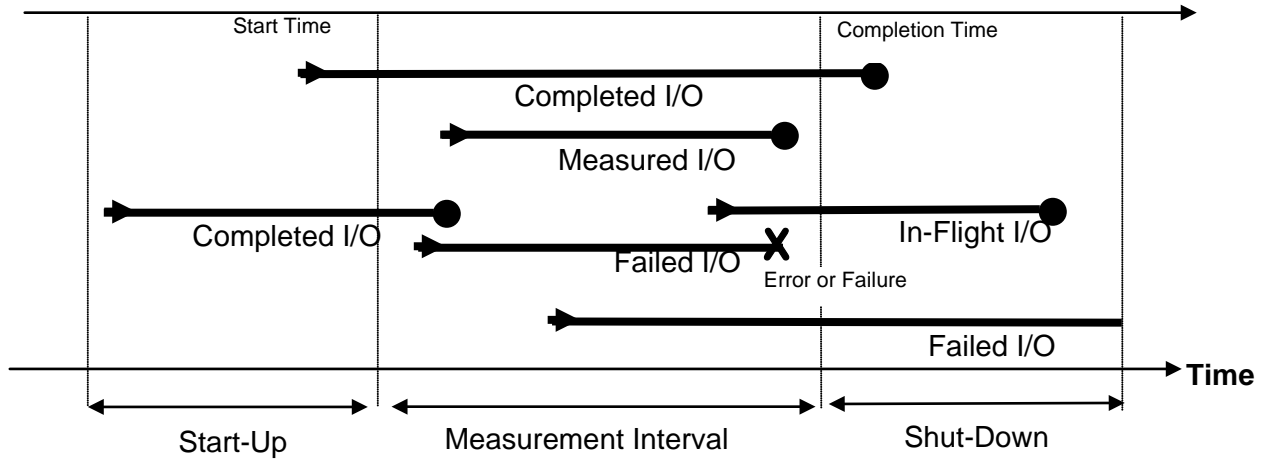 Start Time
Completion Time
Completed I/O
Measured I/O
Completed I/O
In-Flight I/O
Failed I/O
Error or Failure
Failed I/O
Time
Start-Up
Measurement Interval
Shut-Down